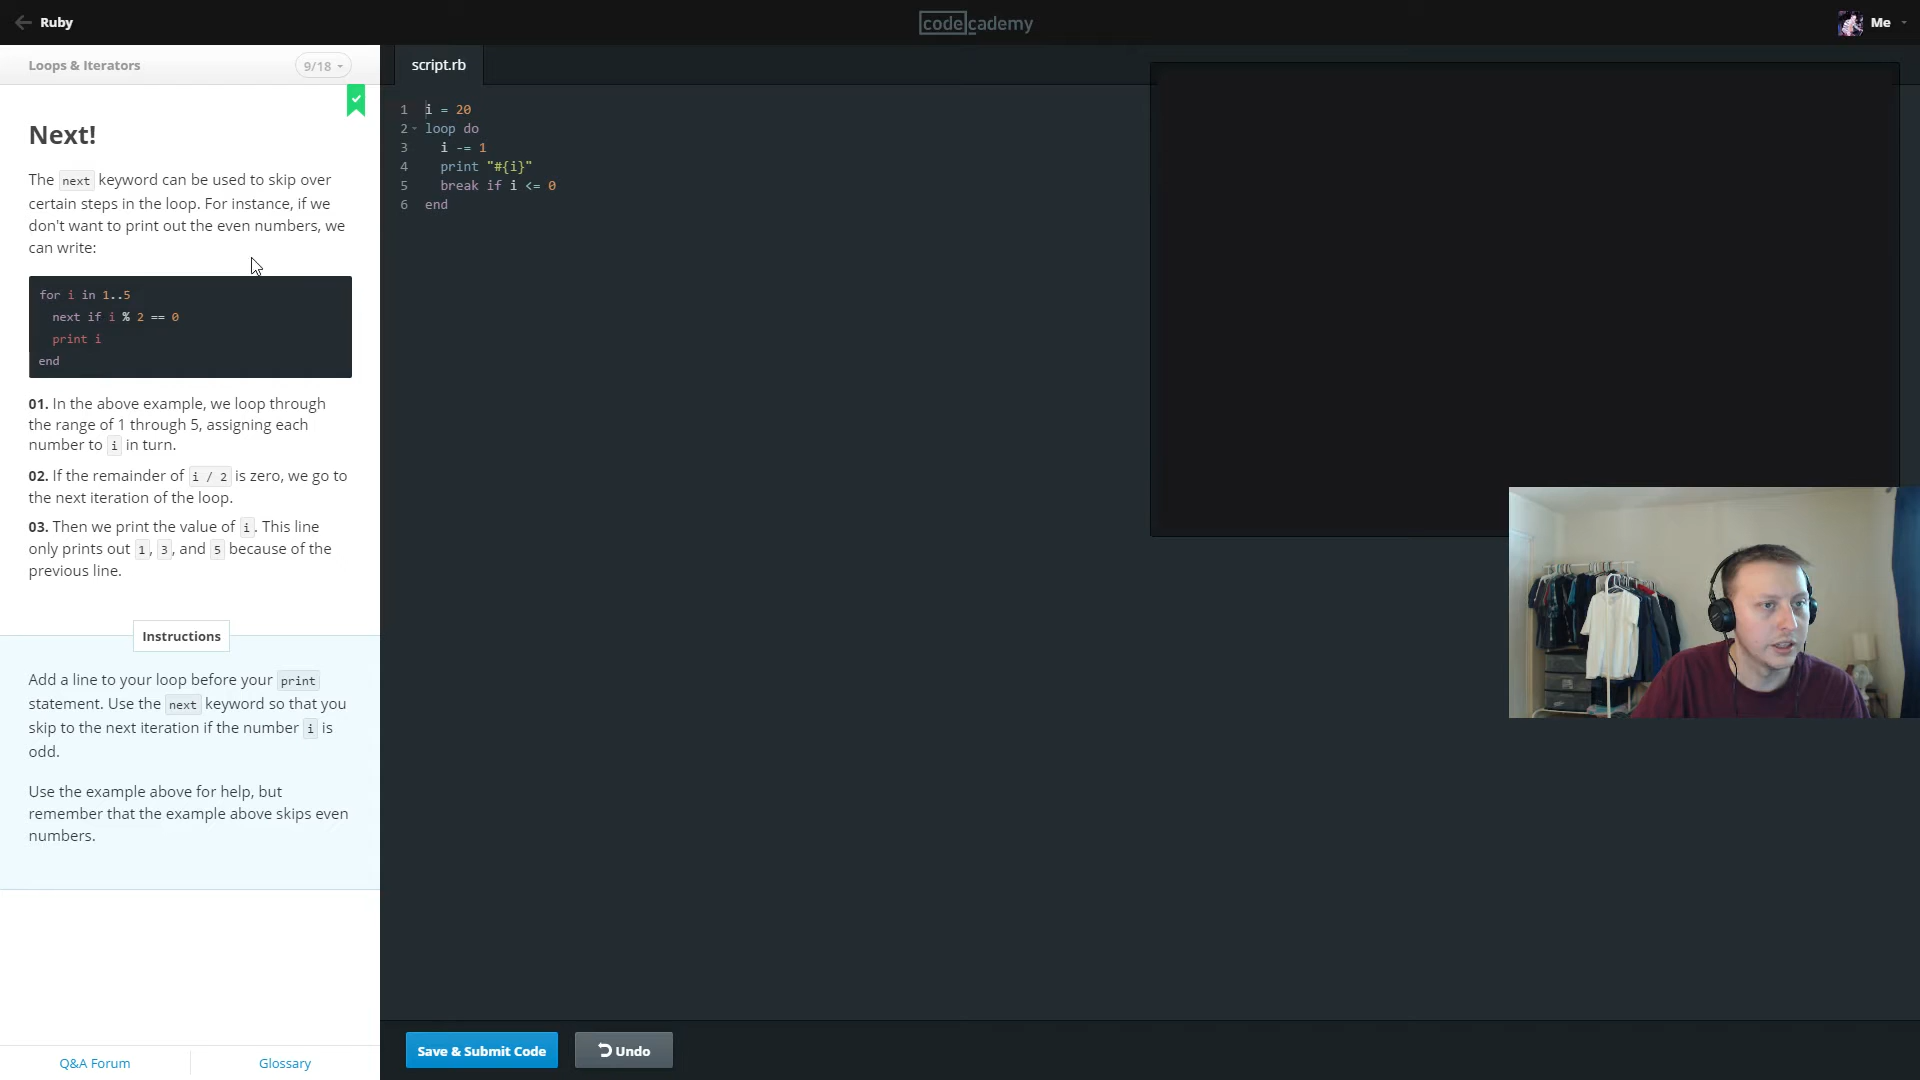 Ruby
code|cademy
Me
Loops & Iterators
9/18
script.rb
Next!
The next keyword can be used to skip over
certain steps in the loop. For instance, if we
don't want to print out the even numbers, we
can write:
for i in 1..5
next if i % 2 == 0
print i
end
01. In the above example, we loop through
the range of 1 through 5, assigning each
number to i in turn.
02. If the remainder of i / 2 is zero, we go to
the next iteration of the loop.
03. Then we print the value of i. This line
only prints out 1, 3, and 5 because of the
previous line.
Instructions
Add a line to your loop before your print
statement. Use the next keyword so that you
skip to the next iteration if the number i is
odd.
Use the example above for help, but
remember that the example above skips even
numbers.
Q&A Forum
Glossary
1 i = 20
2 loop do
3 i -= 1
4 print "#{i}"
5 break if i <= 0
6 end
Save & Submit Code
Undo